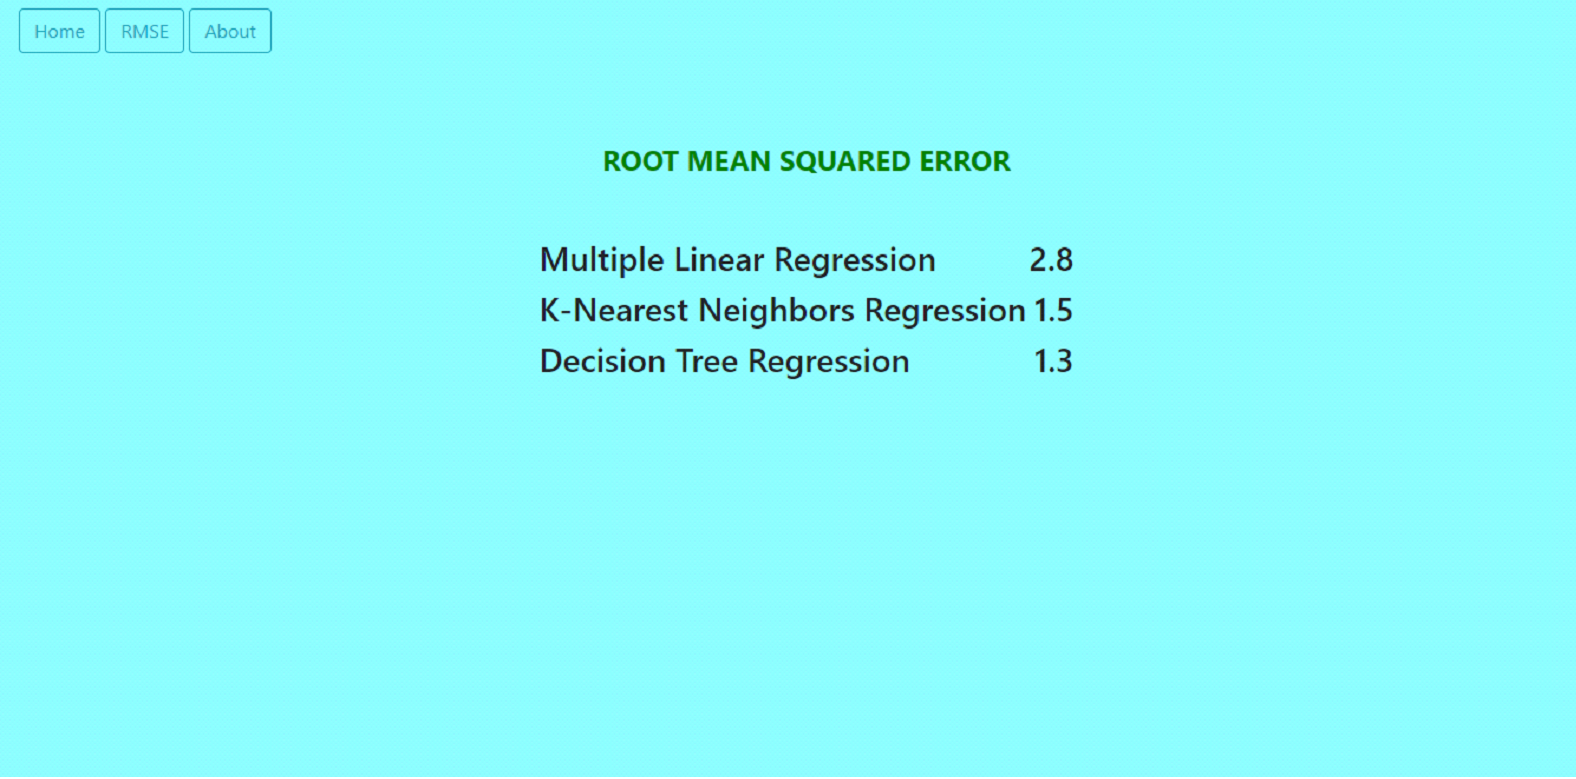 Home RMSE About
ROOT MEAN SQUARED ERROR
Multiple Linear Regression 2.8
K-Nearest Neighbors Regression 1.5
Decision Tree Regression 1.3